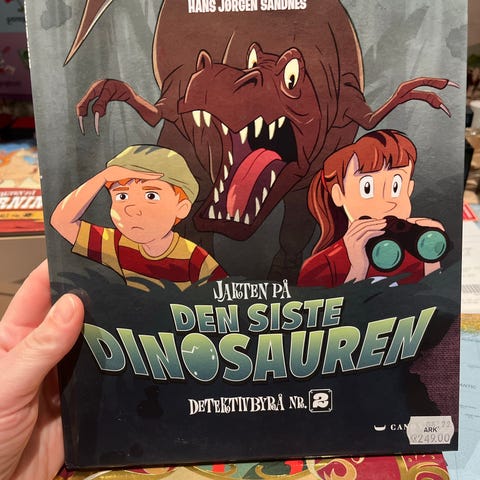 HANS JØRGEN SANDNES
JAKTEN PÅ
DEN SISTE
DINOSAUREN
DETEKTIVBYRÅ NR. 2
ARK
249.00